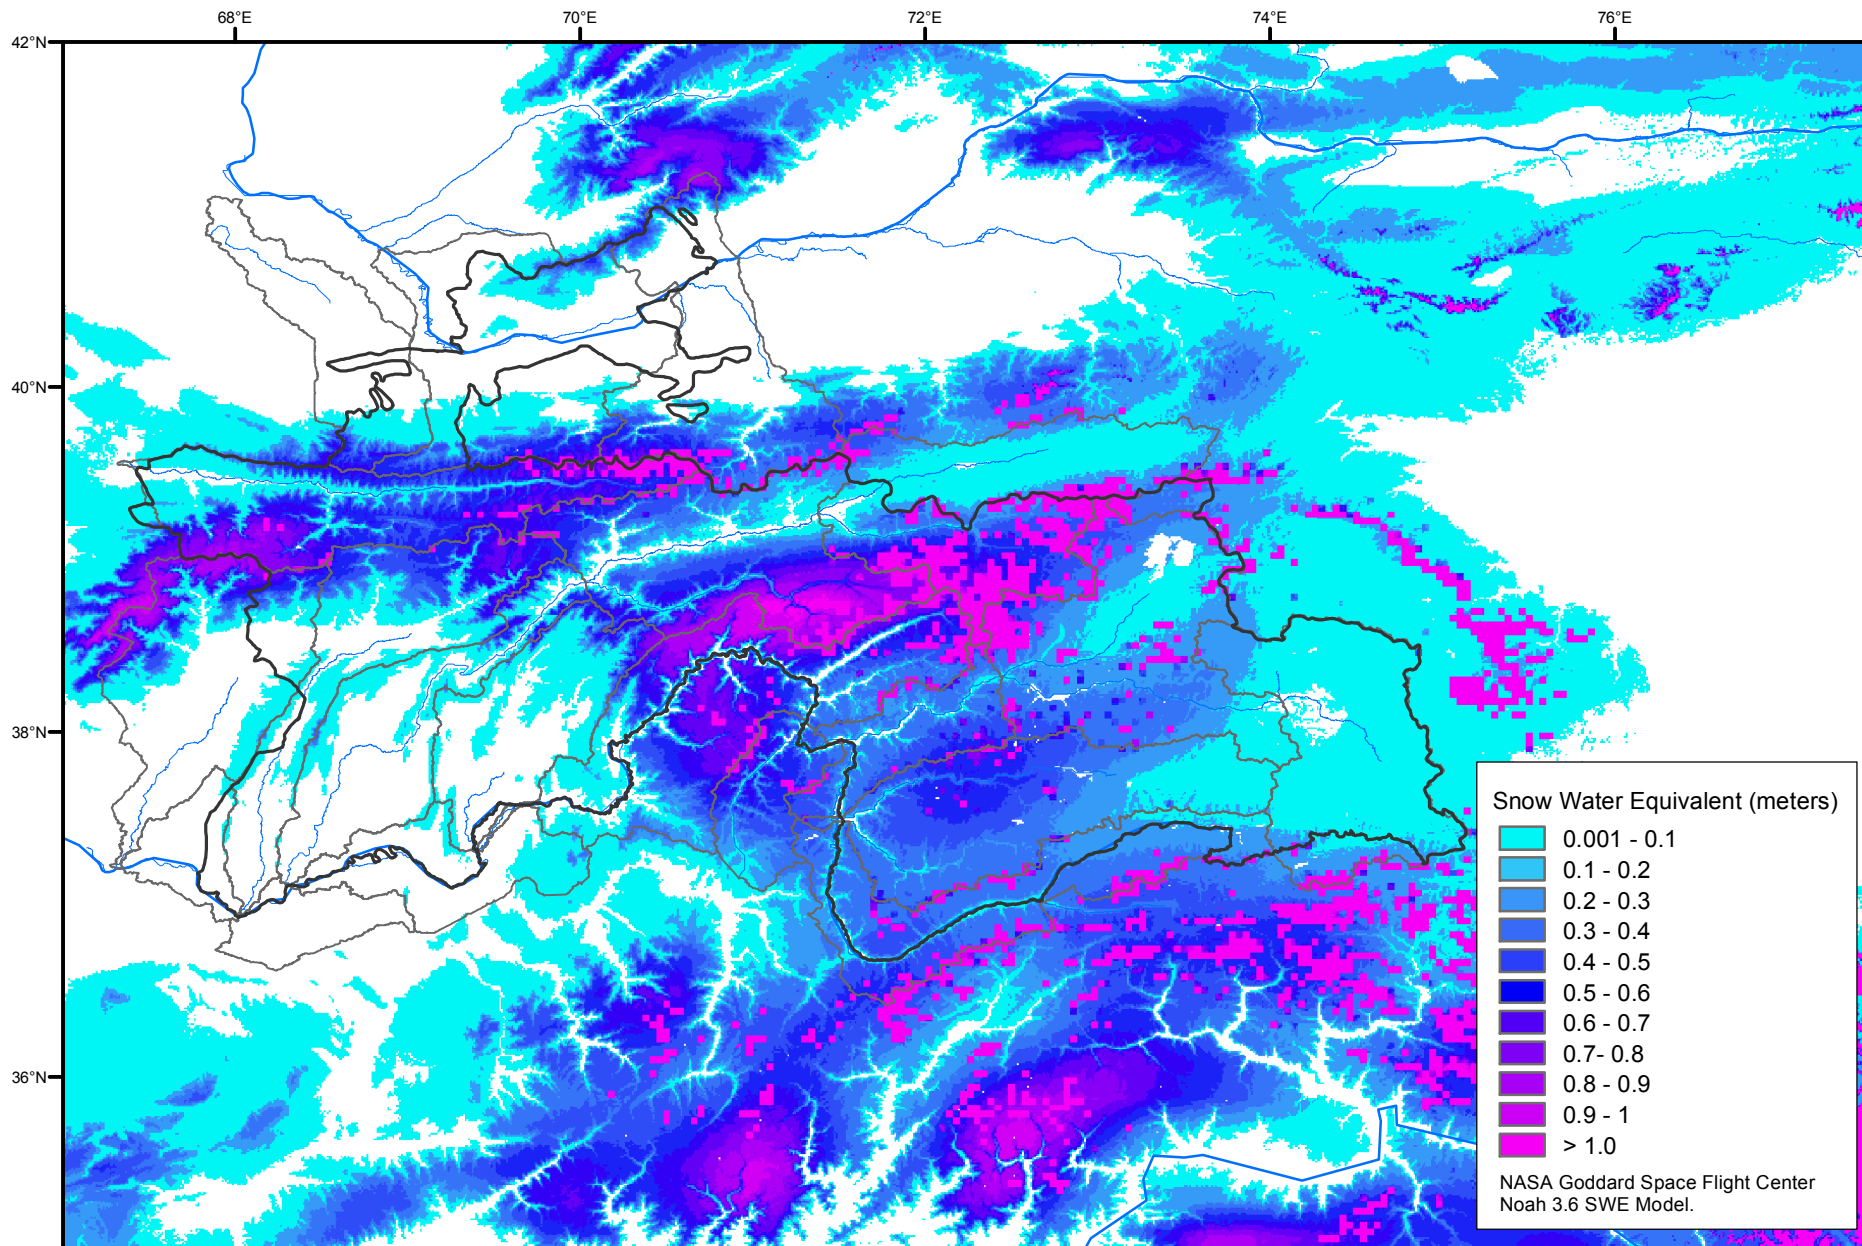 68°E
70°E
72°E
74°E
76°E
42°N
40°N
38°N
36°N
Snow Water Equivalent (meters)
0.001 - 0.1
0.1 - 0.2
0.2 - 0.3
0.3 - 0.4
0.4 - 0.5
0.5 - 0.6
0.6 - 0.7
0.7- 0.8
0.8 - 0.9
0.9 - 1
> 1.0
NASA Goddard Space Flight Center
Noah 3.6 SWE Model.